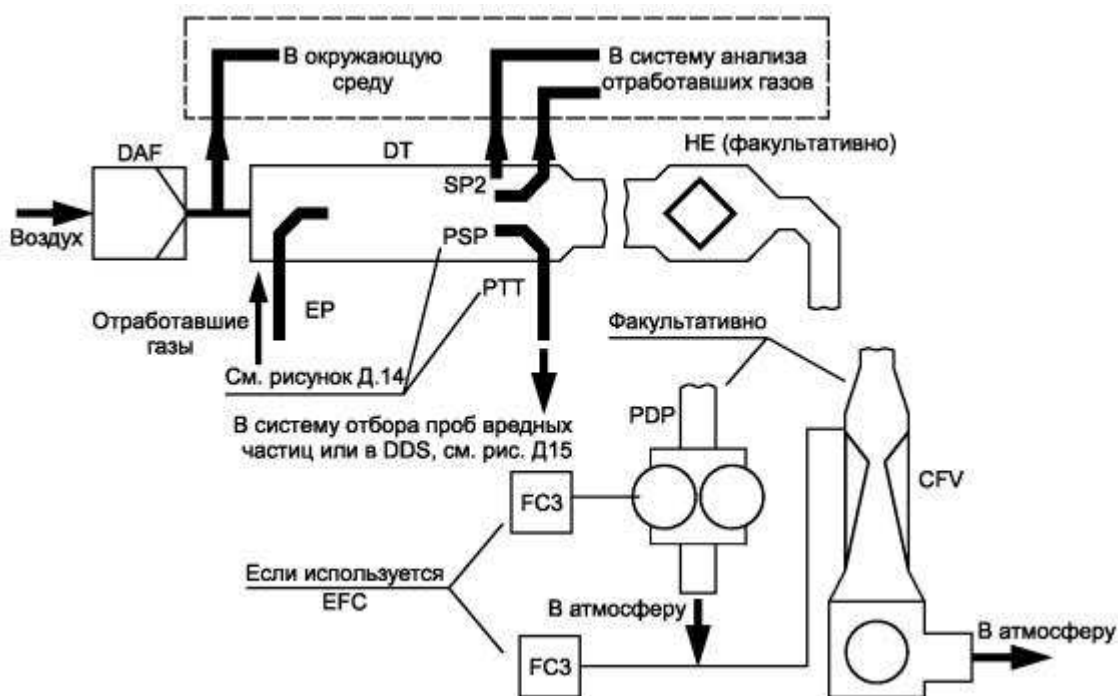 В окружающую
среду
В систему анализа
отработавших газов
DAF
DT
HE (факультативно)
SP2
Воздух
PSP
EP
PTT
Отработавшие
газы
Факультативно
См. рисунок Д.14
PDP
В систему отбора проб вредных
частиц или в DDS, см. рис. Д15
CFV
FC3
Если используется
EFC
В атмосферу
В атмосферу
FC3